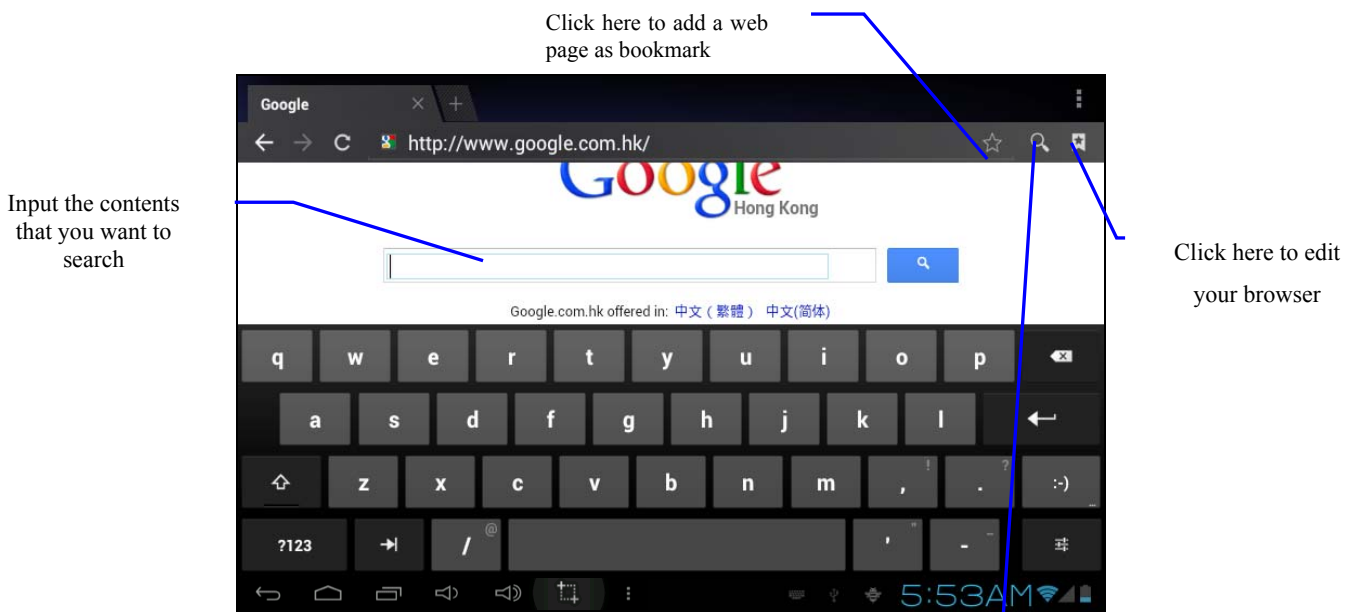 Click here to add a web
page as bookmark
Google
http://www.google.com.hk/
Google
Hong Kong
Input the contents
that you want to
search
Click here to edit
your browser
Google.com.hk offered in: 中文（繁體） 中文(简体)
q w e r t y u i o p
a s d f g h j k l
z x c v b n m , ! . ? :-) ...
?123 / @ ' " - _
5:53AM